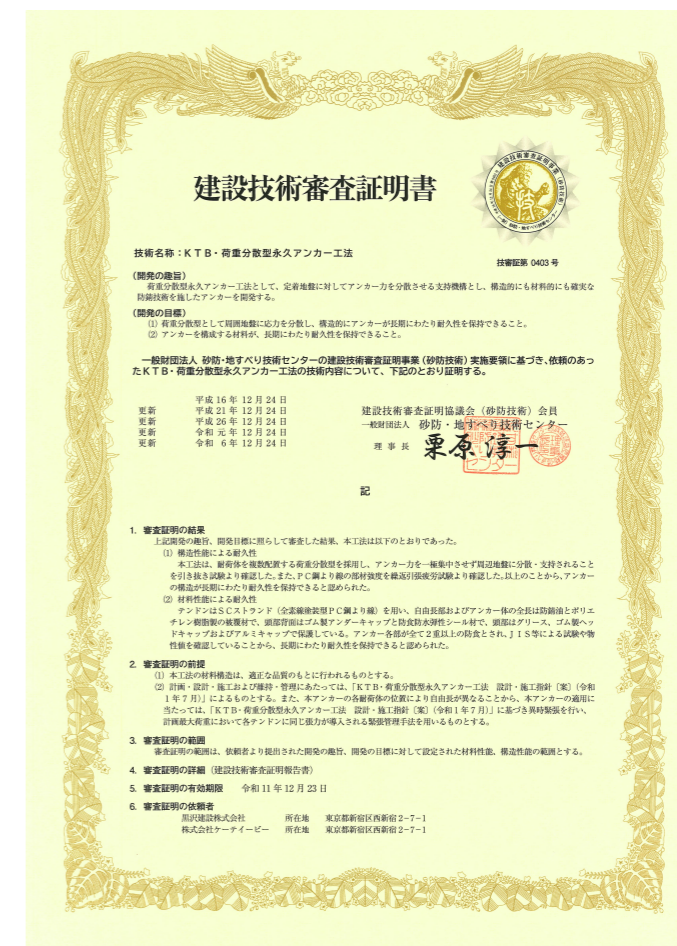 建設技術審査証明書
建設技術審査証明事業（砂防技術）
技術名称：ＫＴＢ・荷重分散型永久アンカー工法
技審証第 0403 号
（開発の趣旨）
荷重分散型永久アンカー工法として、定着地盤に対してアンカー力を分散させる支持機構とし、構造的にも材料的にも確実な
防錆技術を施したアンカーを開発する。
（開発の目標）
(1) 荷重分散型として周囲地盤に応力を分散し、構造的にアンカーが長期にわたり耐久性を保持できること。
(2) アンカーを構成する材料が、長期にわたり耐久性を保持できること。
一般財団法人 砂防・地すべり技術センターの建設技術審査証明事業（砂防技術）実施要領に基づき、依頼のあっ
たＫＴＢ・荷重分散型永久アンカー工法の技術内容について、下記のとおり証明する。
平成 16 年 12 月 24 日
更新 平成 21 年 12 月 24 日
更新 平成 26 年 12 月 24 日
更新 令和 元 年 12 月 24 日
更新 令和 6 年 12 月 24 日
建設技術審査証明協議会（砂防技術）会員
一般財団法人 砂防・地すべり技術センター
理 事 長 栗原 淳一
記
1. 審査証明の結果
上記開発の趣旨、開発目標に照らして審査した結果、本工法は以下のとおりであった。
(1) 構造性能による耐久性
本工法は、耐荷体を複数配置する荷重分散型を採用し、アンカー力を一極集中させず周辺地盤に分散・支持されること
を引き抜き試験より確認した。また、ＰＣ鋼より線の部材強度を繰返引張疲労試験より確認した。以上のことから、アンカー
の構造が長期にわたり耐久性を保持できると認められた。
(2) 材料性能による耐久性
テンドンはＳＣストランド（全素線塗装型ＰＣ鋼より線）を用い、自由長部およびアンカー体の全長は防錆油とポリエ
チレン樹脂製の被覆材で、頭部背面はゴム製アンダーキャップと防食防水弾性シール材で、頭部はグリース、ゴム製ヘッ
ドキャップおよびアルミキャップで保護している。アンカー各部が全て２重以上の防食とされ、ＪＩＳ等による試験や物
性値を確認していることから、長期にわたり耐久性を保持できると認められた。
2. 審査証明の前提
(1) 本工法の材料構造は、適正な品質のもとに行われるものとする。
(2) 計画・設計・施工および維持・管理にあたっては、「ＫＴＢ・荷重分散型永久アンカー工法　設計・施工指針〔案〕（令和
１年７月）」によるものとする。また、本アンカーの各耐荷体の位置により自由長が異なることから、本アンカーの適用に
当たっては、「ＫＴＢ・荷重分散型永久アンカー工法　設計・施工指針〔案〕（令和１年７月）」に基づき異時緊張を行い、
計画最大荷重において各テンドンに同じ張力が導入される緊張管理手法を用いるものとする。
3. 審査証明の範囲
審査証明の範囲は、依頼者より提出された開発の趣旨、開発の目標に対して設定された材料性能、構造性能の範囲とする。
4. 審査証明の詳細（建設技術審査証明報告書）
5. 審査証明の有効期限　令和 11 年 12 月 23 日
6. 審査証明の依頼者
黒沢建設株式会社　所在地　東京都新宿区西新宿２−７−１
株式会社ケーティービー　所在地　東京都新宿区西新宿２−７−１